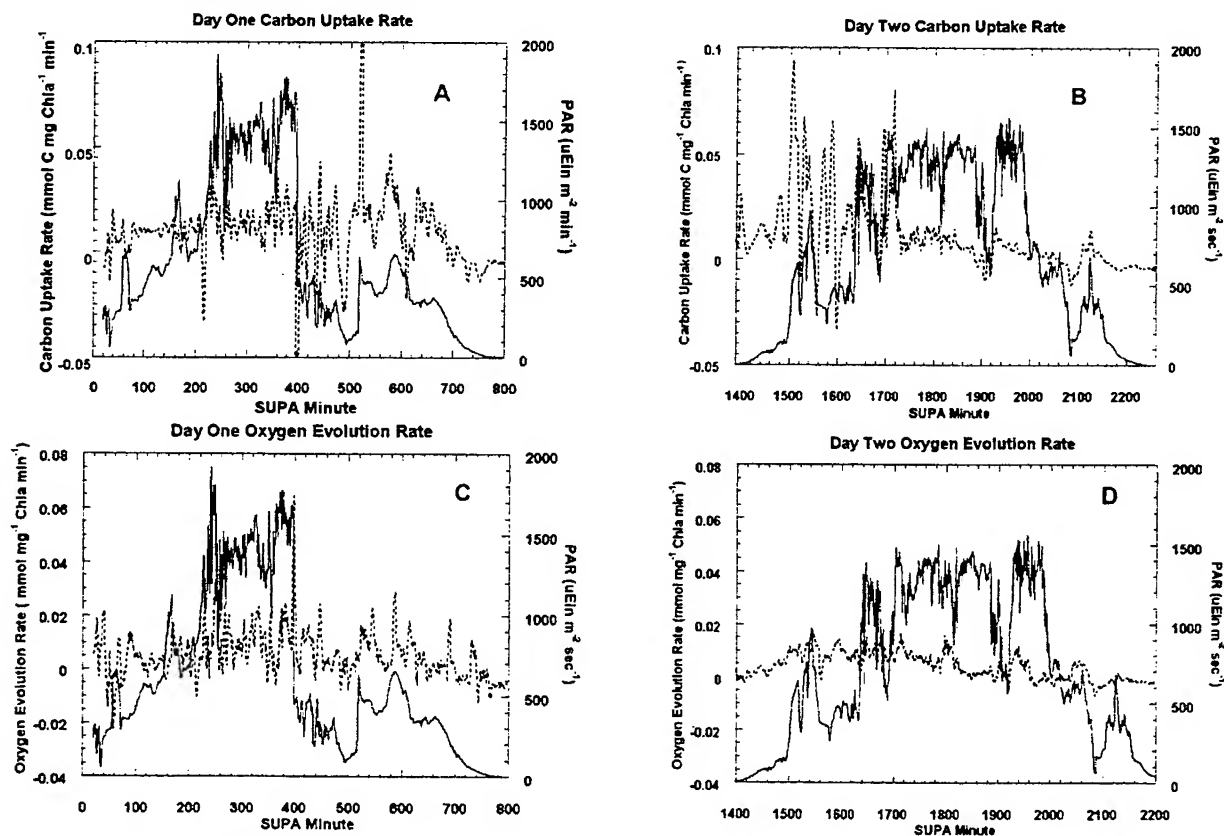 Day One Carbon Uptake Rate
0.1
0.05
0
-0.05
2000
1500
1000
500
0
A
Carbon Uptake Rate (mmol C mg Chla⁻¹ min⁻¹)
PAR (uEin m⁻² min⁻¹)
0 100 200 300 400 500 600 700 800
SUPA Minute
Day Two Carbon Uptake Rate
0.1
0.05
0
-0.05
2000
1500
1000
500
0
B
Carbon Uptake Rate (mmol C mg⁻¹ Chla min⁻¹)
PAR (uEin m⁻² sec⁻¹)
1400 1500 1600 1700 1800 1900 2000 2100 2200
SUPA Minute
Day One Oxygen Evolution Rate
0.08
0.06
0.04
0.02
0
-0.02
-0.04
2000
1500
1000
500
0
C
Oxygen Evolution Rate ( mmol mg⁻¹ Chla min⁻¹)
PAR (uEin m⁻² sec⁻¹)
0 100 200 300 400 500 600 700 800
SUPA Minute
Day Two Oxygen Evolution Rate
0.08
0.06
0.04
0.02
0
-0.02
-0.04
2000
1500
1000
500
0
D
Oxygen Evolution Rate (mmol mg⁻¹ Chla min⁻¹)
PAR (uEin m⁻² sec⁻¹)
1400 1500 1600 1700 1800 1900 2000 2100 2200
SUPA Minute